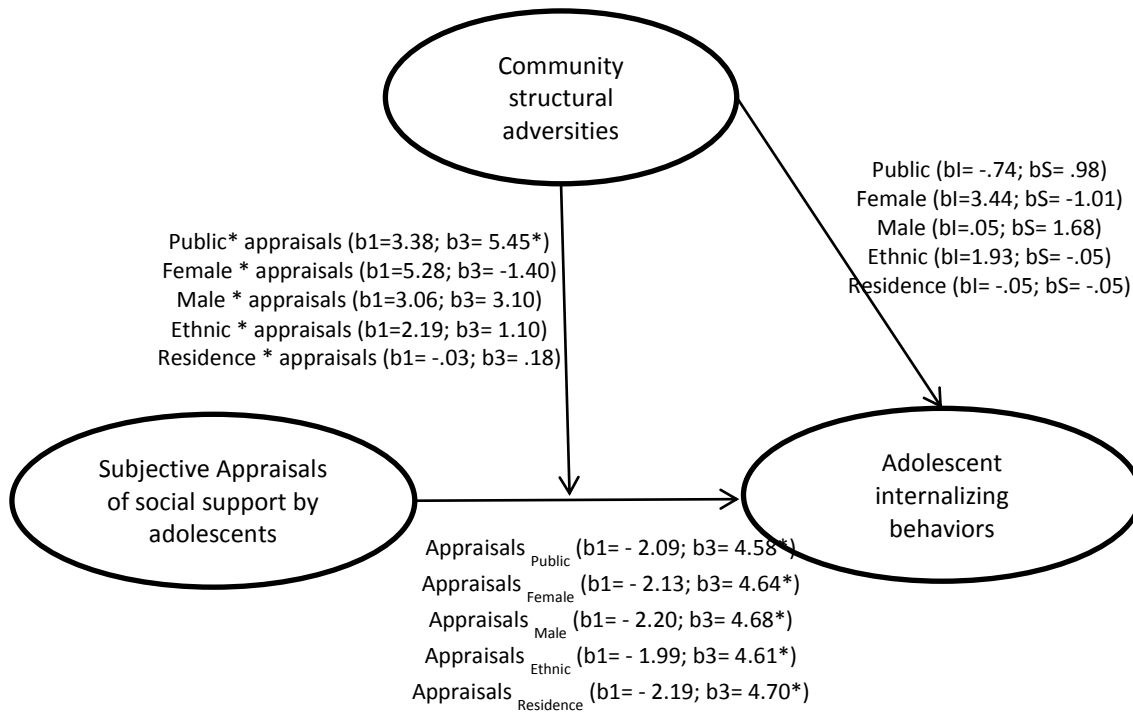 Community
structural
adversities
Public (bI= -.74; bS= .98)
Female (bI=3.44; bS= -1.01)
Male (bI=.05; bS= 1.68)
Ethnic (bI=1.93; bS= -.05)
Residence (bI= -.05; bS= -.05)
Public* appraisals (b1=3.38; b3= 5.45*)
Female * appraisals (b1=5.28; b3= -1.40)
Male * appraisals (b1=3.06; b3= 3.10)
Ethnic * appraisals (b1=2.19; b3= 1.10)
Residence * appraisals (b1= -.03; b3= .18)
Subjective Appraisals
of social support by
adolescents
Adolescent
internalizing
behaviors
Appraisals Public (b1= - 2.09; b3= 4.58*)
Appraisals Female (b1= - 2.13; b3= 4.64*)
Appraisals Male (b1= - 2.20; b3= 4.68*)
Appraisals Ethnic (b1= - 1.99; b3= 4.61*)
Appraisals Residence (b1= - 2.19; b3= 4.70*)